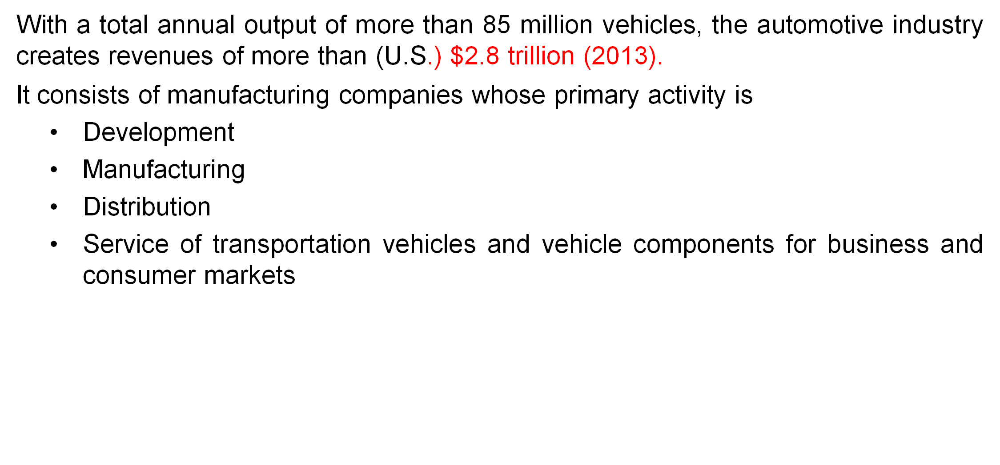 With a total annual output of more than 85 million vehicles, the automotive industry
creates revenues of more than (U.S.) $2.8 trillion (2013).
It consists of manufacturing companies whose primary activity is
• Development
• Manufacturing
• Distribution
• Service of transportation vehicles and vehicle components for business and
consumer markets